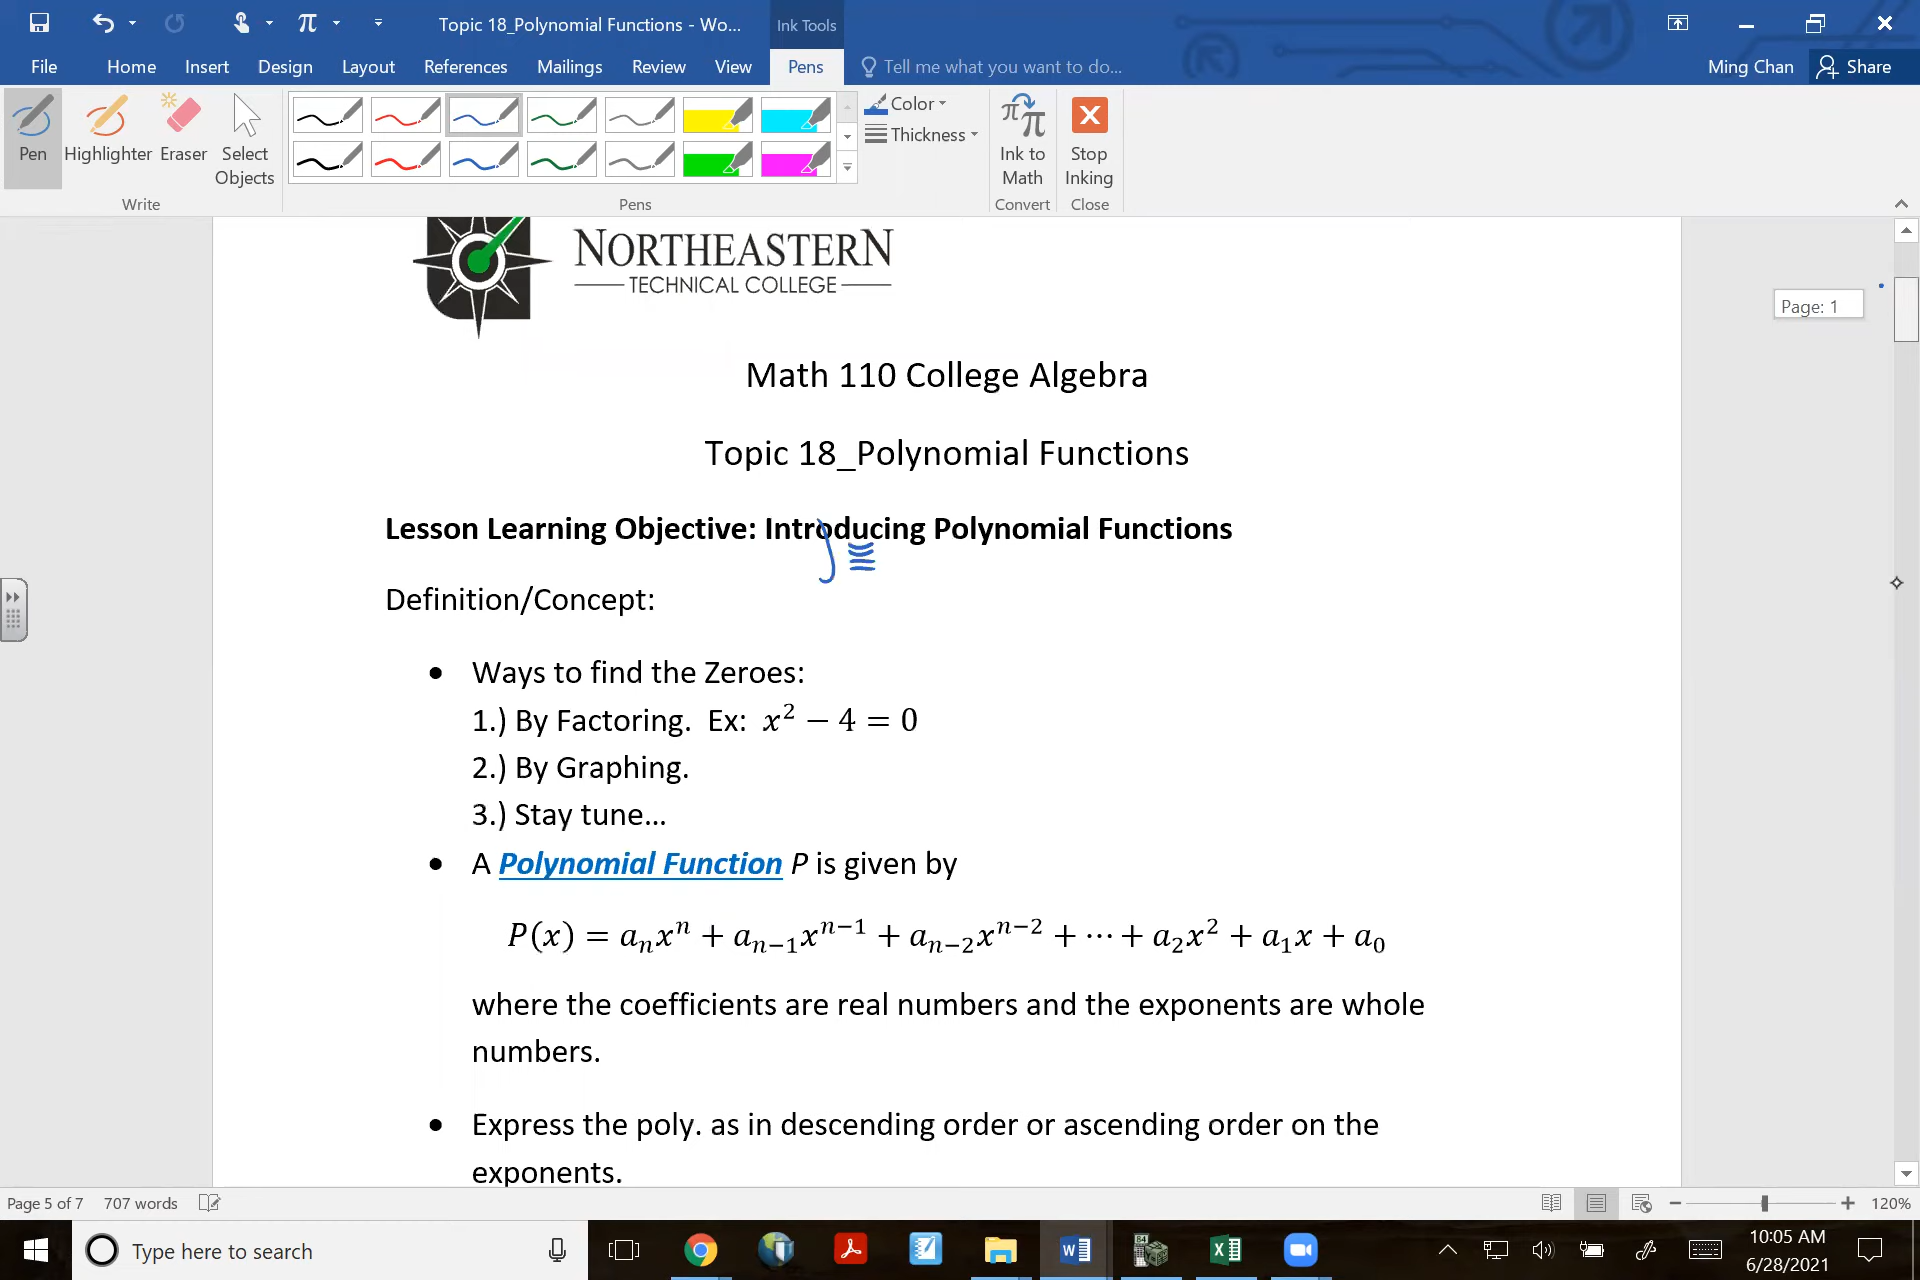 Topic 18_Polynomial Functions - Wo...
Ink Tools
File Home Insert Design Layout References Mailings Review View Pens Tell me what you want to do... Ming Chan Share
Pen Highlighter Eraser Select Objects
Color
Thickness
Ink to Math
Stop Inking
Write Pens Convert Close
NORTHEASTERN
TECHNICAL COLLEGE
Page: 1
Math 110 College Algebra
Topic 18_Polynomial Functions
Lesson Learning Objective: Introducing Polynomial Functions
Definition/Concept:
• Ways to find the Zeroes:
1.) By Factoring. Ex: x² − 4 = 0
2.) By Graphing.
3.) Stay tune...
• A Polynomial Function P is given by
P(x) = aₙxⁿ + aₙ₋₁xⁿ⁻¹ + aₙ₋₂xⁿ⁻² + ⋯ + a₂x² + a₁x + a₀
where the coefficients are real numbers and the exponents are whole
numbers.
• Express the poly. as in descending order or ascending order on the
exponents.
Page 5 of 7 707 words 120%
Type here to search
84
10:05 AM
6/28/2021